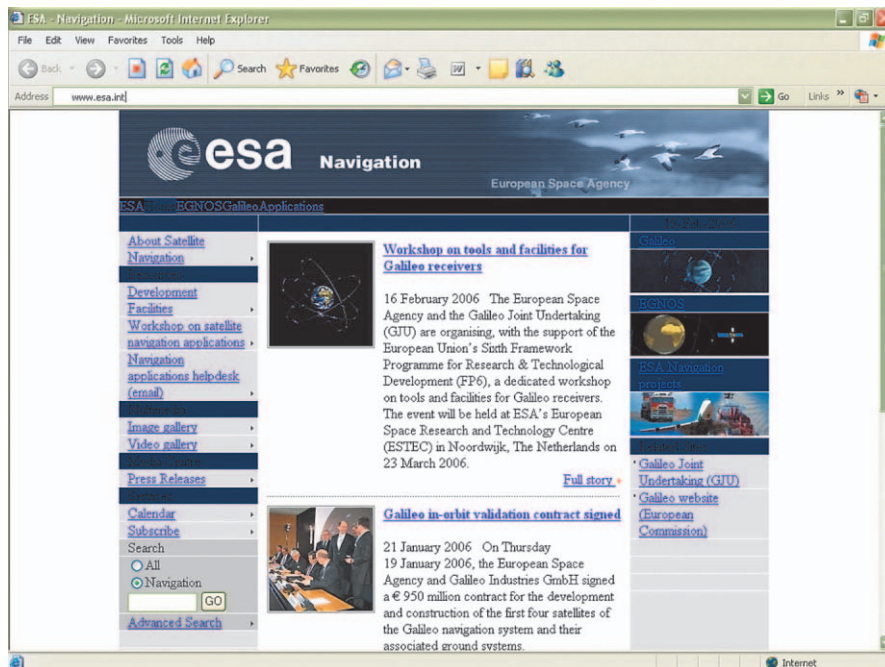 ESA - Navigation - Microsoft Internet Explorer
File Edit View Favorites Tools Help
Back Search Favorites
Address www.esa.int Go Links »
esa Navigation
European Space Agency
ESA EGNOS Galileo Applications
About Satellite
Navigation
Development
Facilities
Workshop on satellite
navigation applications
Navigation
applications helpdesk
(email)
Image gallery
Video gallery
Press Releases
Services
Calendar
Subscribe
Search
All
Navigation
GO
Advanced Search
Workshop on tools and facilities for
Galileo receivers
16 February 2006 The European Space
Agency and the Galileo Joint Undertaking
(GJU) are organising, with the support of the
European Union's Sixth Framework
Programme for Research & Technological
Development (FP6), a dedicated workshop
on tools and facilities for Galileo receivers.
The event will be held at ESA's European
Space Research and Technology Centre
(ESTEC) in Noordwijk, The Netherlands on
23 March 2006.
Full story
Galileo in-orbit validation contract signed
21 January 2006 On Thursday
19 January 2006, the European Space
Agency and Galileo Industries GmbH signed
a € 950 million contract for the development
and construction of the first four satellites of
the Galileo navigation system and their
associated ground systems.
Galileo
EGNOS
ESA Navigation
projects
Galileo Joint
Undertaking (GJU)
Galileo website
(European
Commission)
Internet